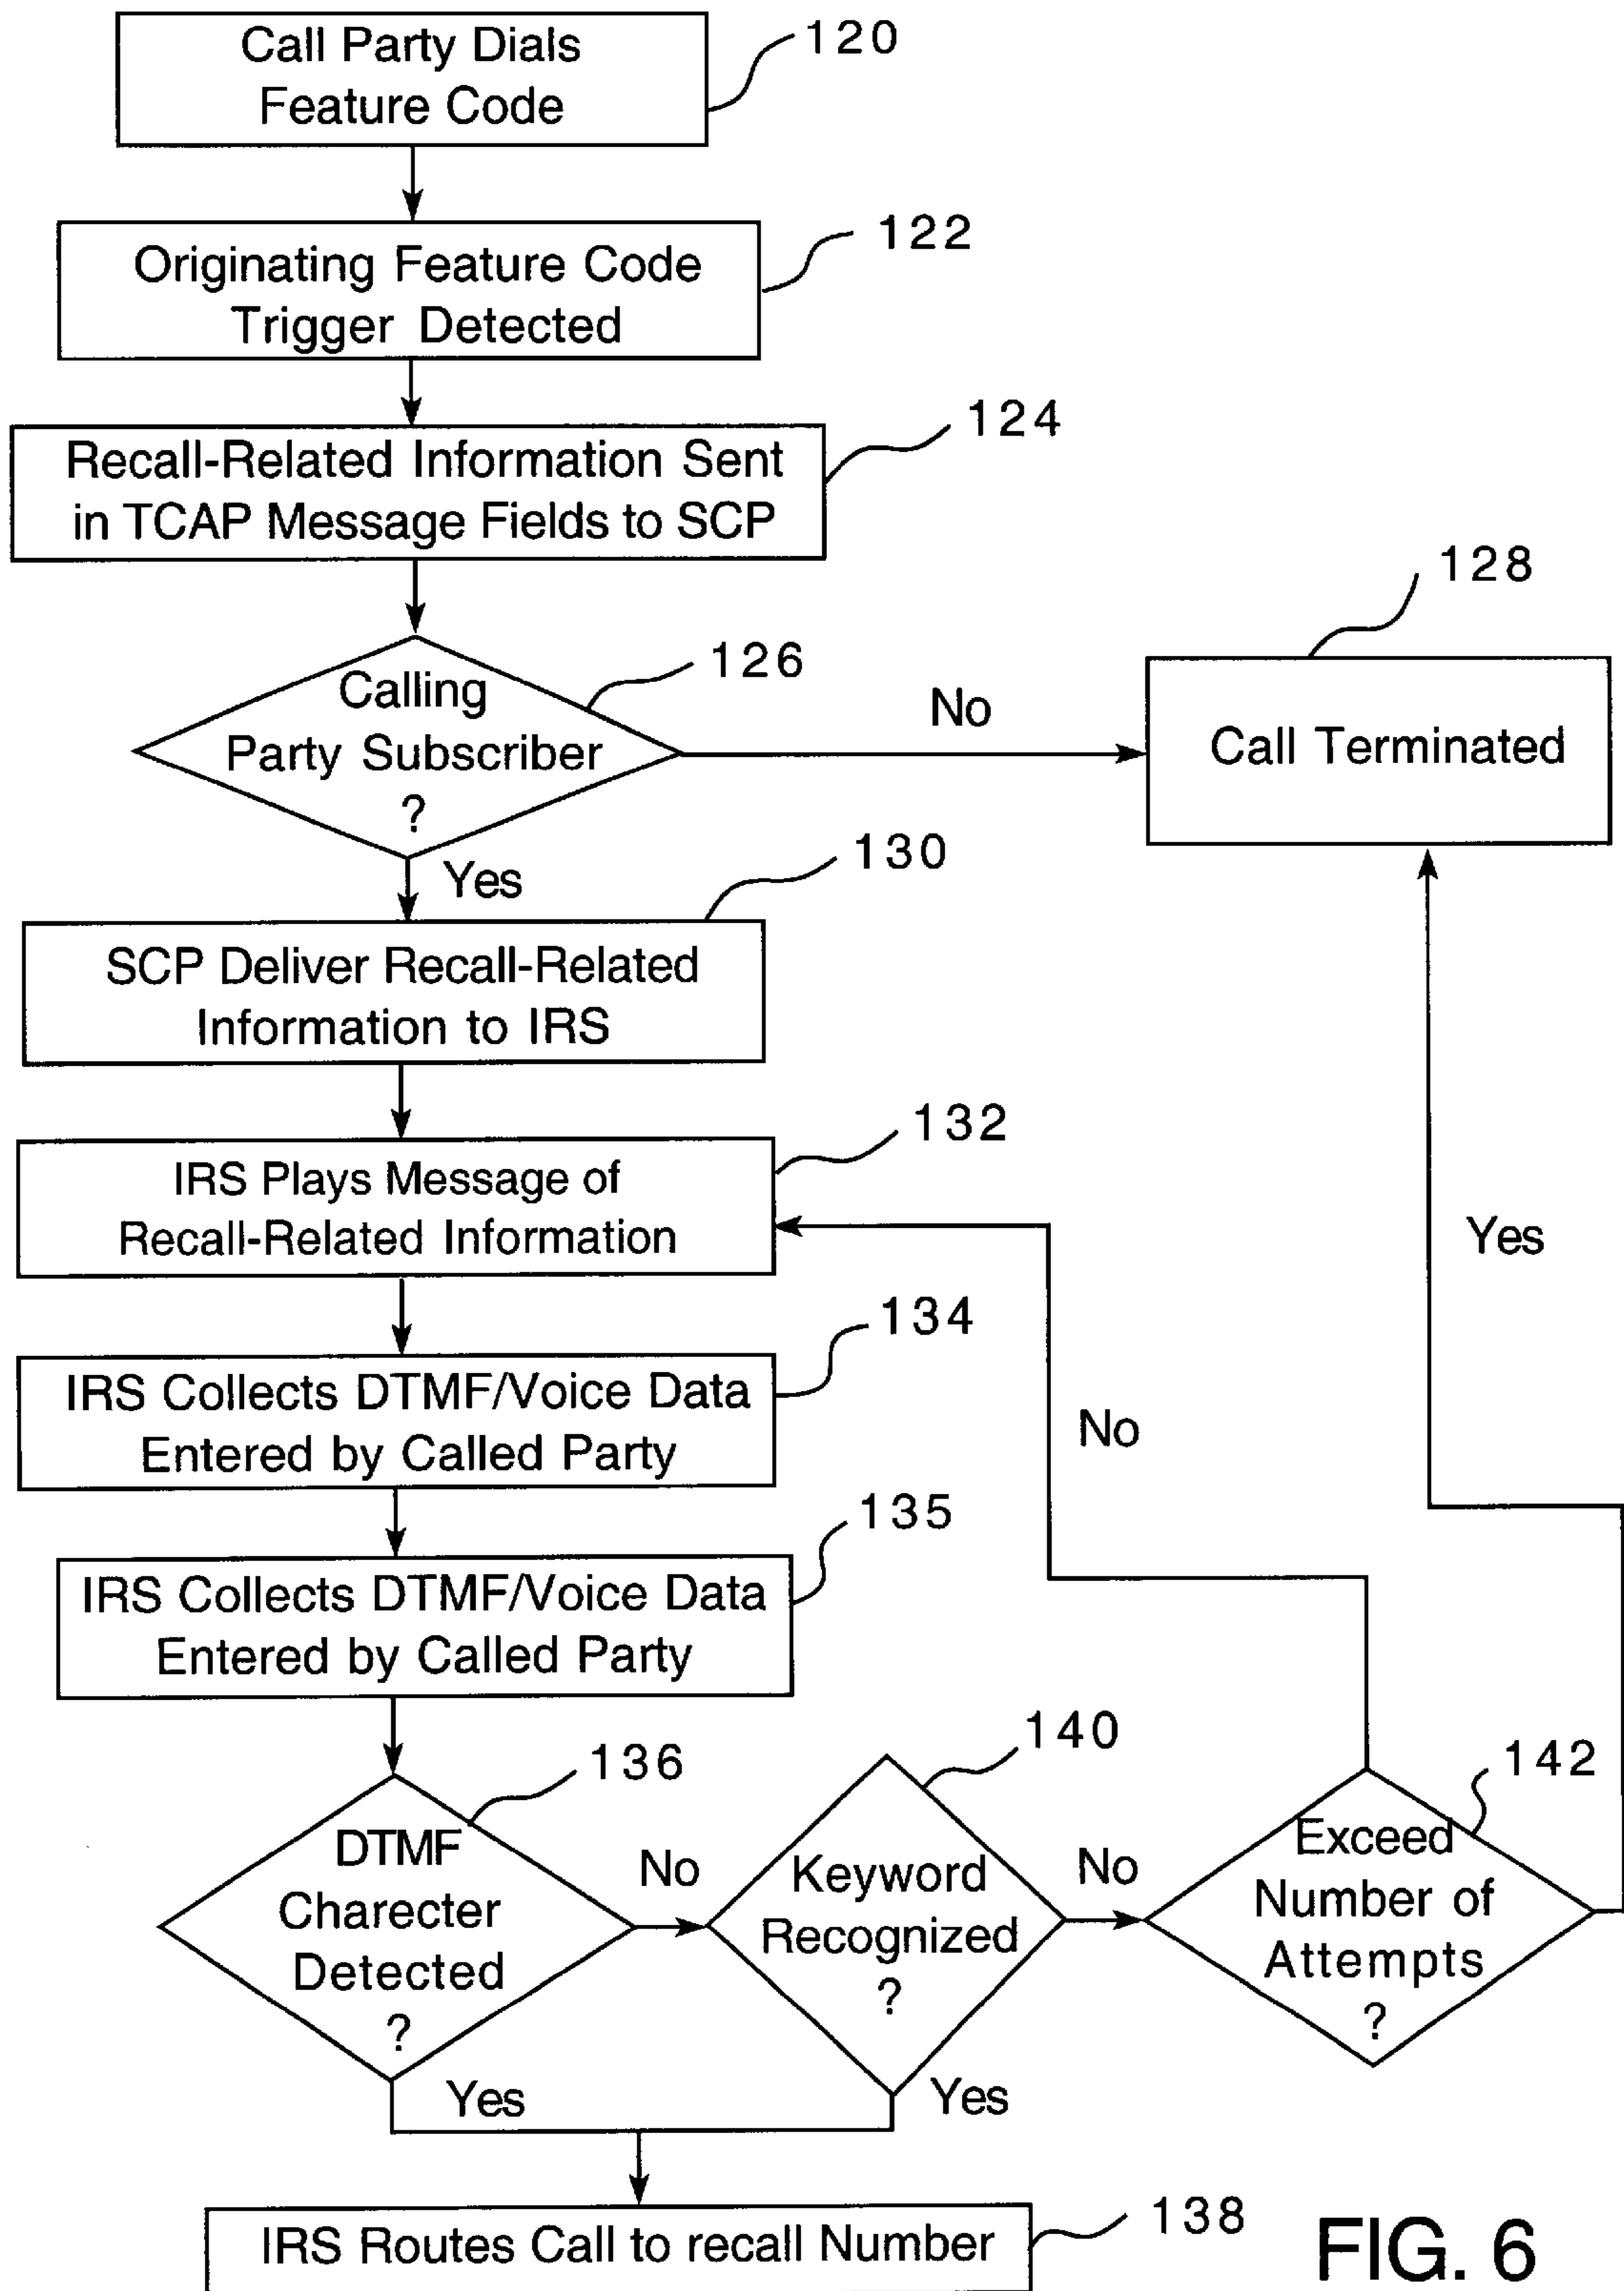 Call Party Dials
Feature Code
120
Originating Feature Code
Trigger Detected
122
Recall-Related Information Sent
in TCAP Message Fields to SCP
124
Calling
Party Subscriber
?
126
No
Call Terminated
128
Yes
SCP Deliver Recall-Related
Information to IRS
130
IRS Plays Message of
Recall-Related Information
132
IRS Collects DTMF/Voice Data
Entered by Called Party
134
IRS Collects DTMF/Voice Data
Entered by Called Party
135
DTMF
Charecter
Detected
?
136
No
Keyword
Recognized
?
140
No
Exceed
Number of
Attempts
?
142
No
Yes
Yes
Yes
IRS Routes Call to recall Number
138
FIG. 6